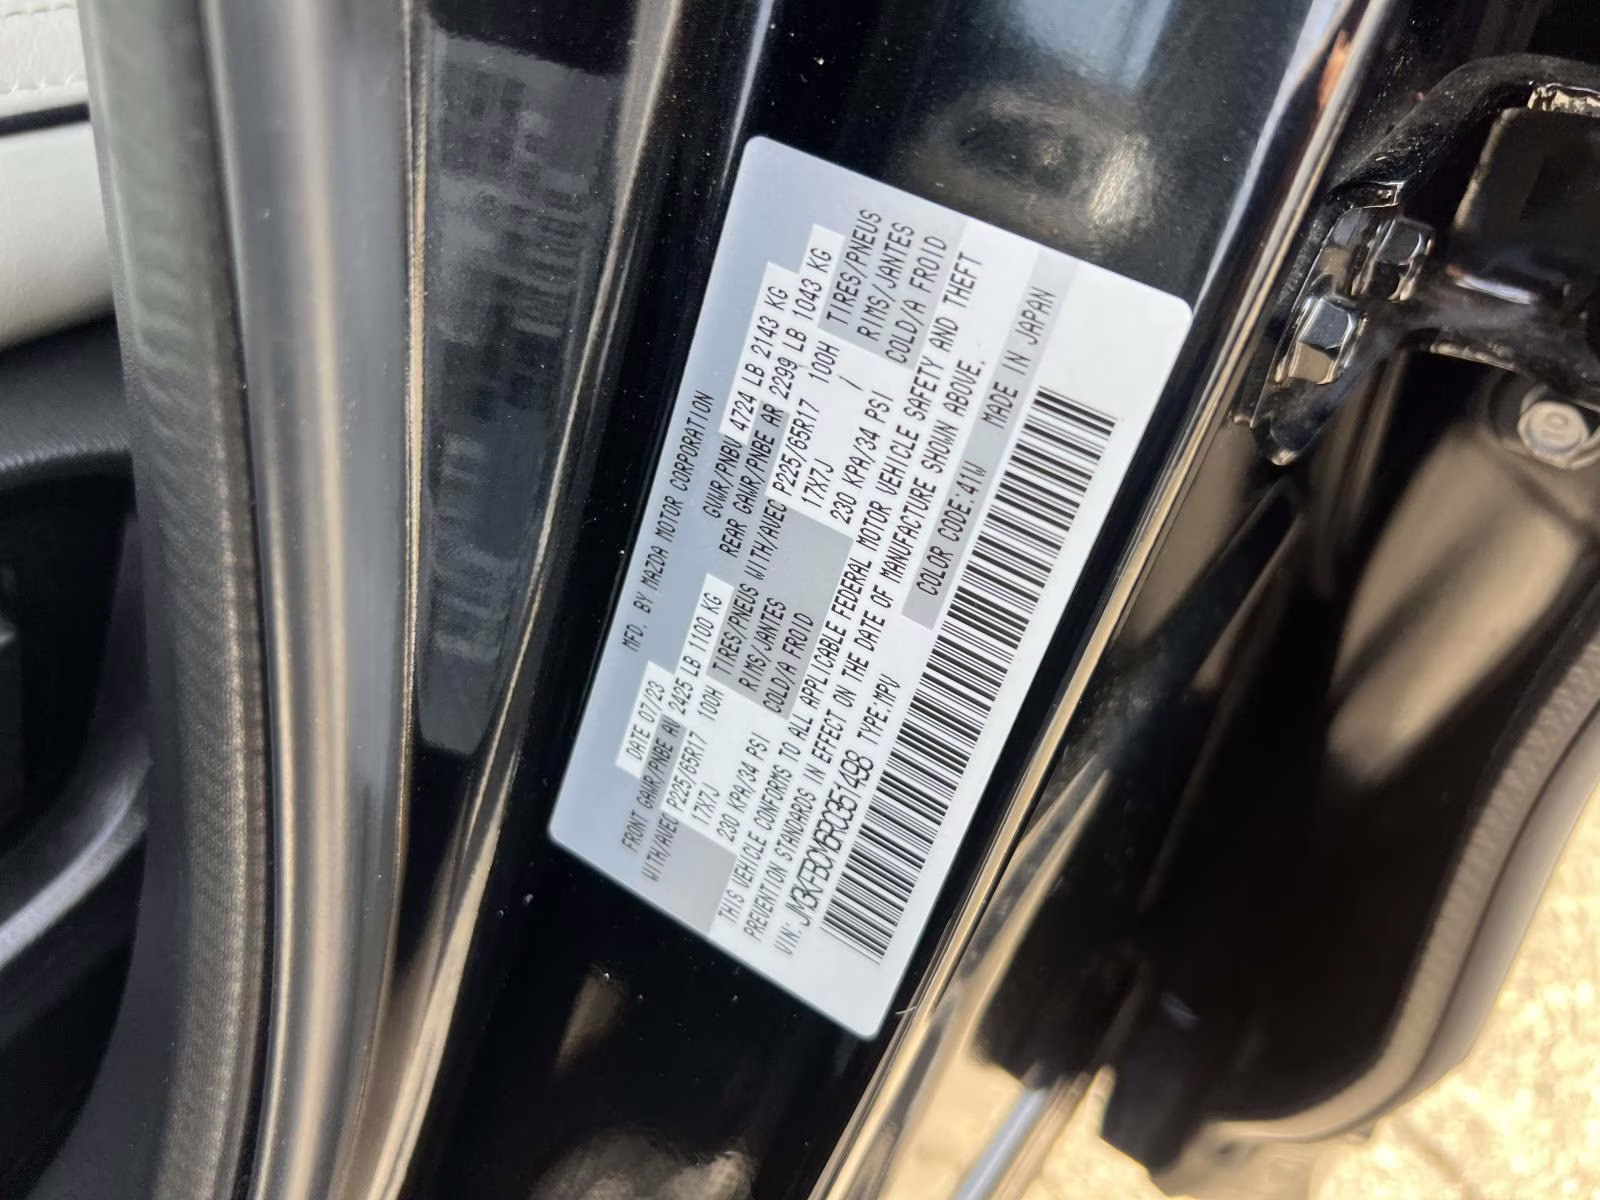 MFD. BY MAZDA MOTOR CORPORATION
DATE 07/23 GVWR/PNBV 4724 LB 2143 KG
FRONT GAWR/PNBE AV 2425 LB 1100 KG REAR GAWR/PNBE AR 2299 LB 1043 KG
WITH/AVEC P225/65R17 100H TIRES/PNEUS WITH/AVEC P225/65R17 100H TIRES/PNEUS
17X7J RIMS/JANTES 17X7J / RIMS/JANTES
230 KPA/34 PSI COLD/A FROID 230 KPA/34 PSI COLD/A FROID
THIS VEHICLE CONFORMS TO ALL APPLICABLE FEDERAL MOTOR VEHICLE SAFETY AND THEFT
PREVENTION STANDARDS IN EFFECT ON THE DATE OF MANUFACTURE SHOWN ABOVE.
VIN: JM3KFBCM6R0351498 TYPE:MPV COLOR CODE:41W MADE IN JAPAN
10